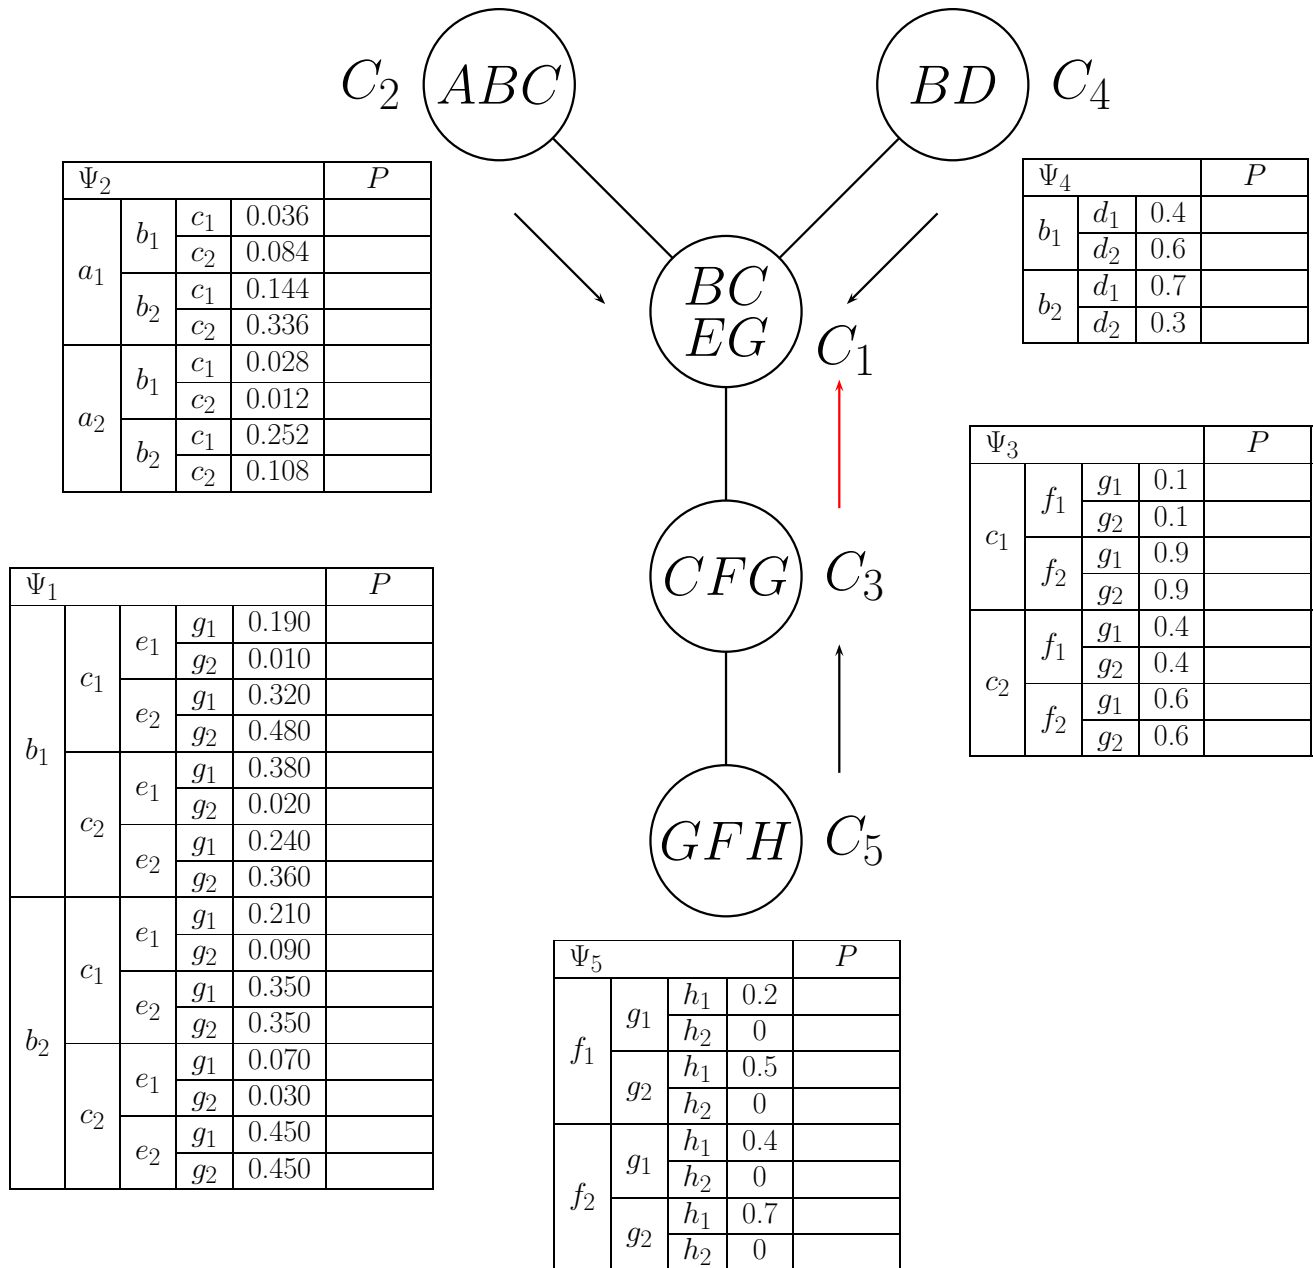 C2 ABC BD C4
Ψ2 P
a1 b1 c1 0.036
c2 0.084
b2 c1 0.144
c2 0.336
a2 b1 c1 0.028
c2 0.012
b2 c1 0.252
c2 0.108
Ψ4 P
b1 d1 0.4
d2 0.6
b2 d1 0.7
d2 0.3
BC
EG
C1
Ψ3 P
c1 f1 g1 0.1
g2 0.1
f2 g1 0.9
g2 0.9
c2 f1 g1 0.4
g2 0.4
f2 g1 0.6
g2 0.6
CFG C3
Ψ1 P
b1 c1 e1 g1 0.190
g2 0.010
e2 g1 0.320
g2 0.480
c2 e1 g1 0.380
g2 0.020
e2 g1 0.240
g2 0.360
b2 c1 e1 g1 0.210
g2 0.090
e2 g1 0.350
g2 0.350
c2 e1 g1 0.070
g2 0.030
e2 g1 0.450
g2 0.450
GFH C5
Ψ5 P
f1 g1 h1 0.2
h2 0
g2 h1 0.5
h2 0
f2 g1 h1 0.4
h2 0
g2 h1 0.7
h2 0